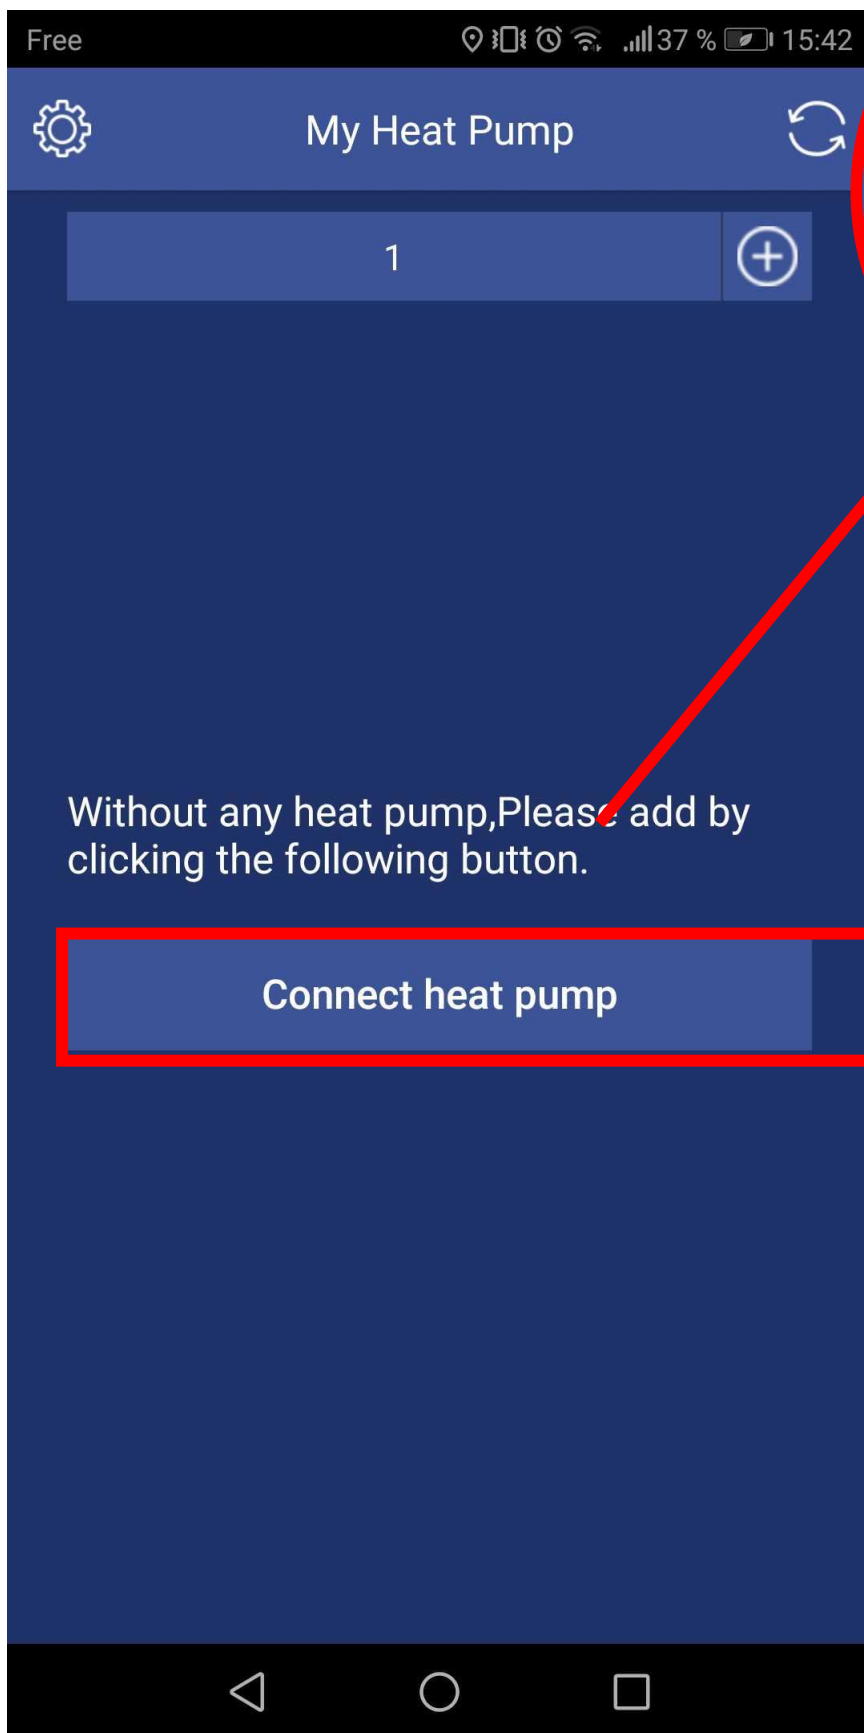 Free 37 % 15:42
My Heat Pump
1
Without any heat pump,Please add by
clicking the following button.
Connect heat pump